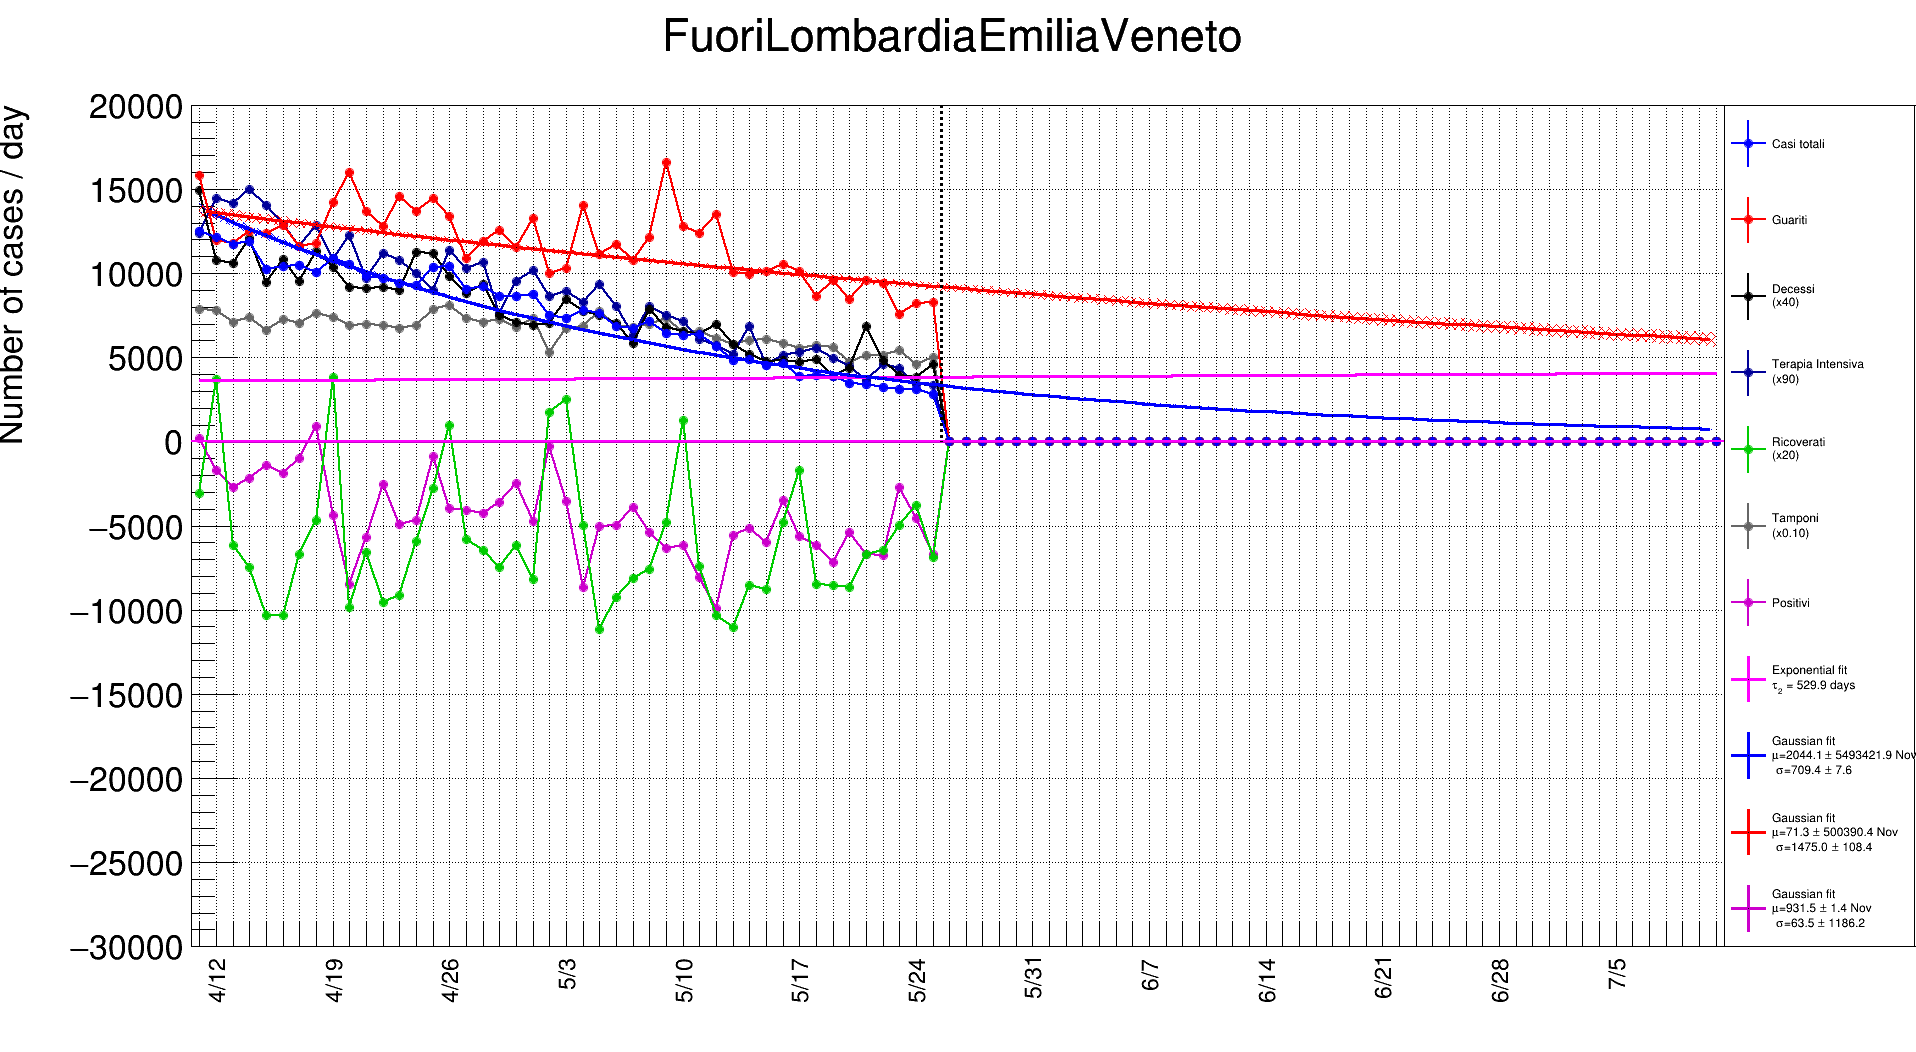 FuoriLombardiaEmiliaVeneto
Number of cases / day
20000
15000
10000
5000
0
−5000
−10000
−15000
−20000
−25000
−30000
4/12
4/19
4/26
5/3
5/10
5/17
5/24
5/31
6/7
6/14
6/21
6/28
7/5
Casi totali
Guariti
Decessi
(x40)
Terapia Intensiva
(x90)
Ricoverati
(x20)
Tamponi
(x0.10)
Positivi
Exponential fit
τ2 = 529.9 days
Gaussian fit
μ=2044.1 ± 5493421.9 Nov
σ=709.4 ± 7.6
Gaussian fit
μ=71.3 ± 500390.4 Nov
σ=1475.0 ± 108.4
Gaussian fit
μ=931.5 ± 1.4 Nov
σ=63.5 ± 1186.2